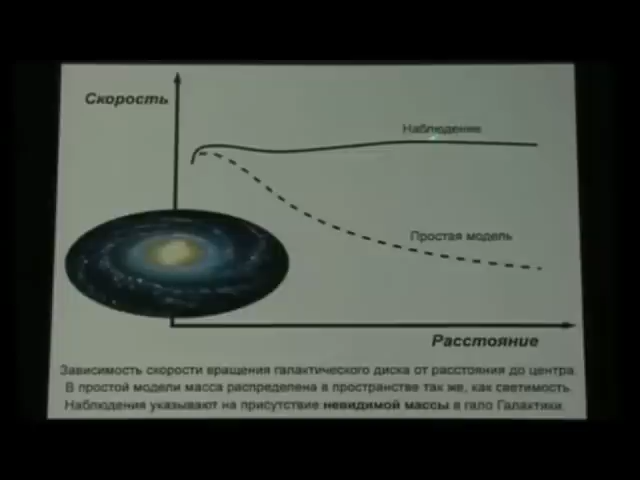 Скорость
Наблюдение
Простая модель
Расстояние
Зависимость скорости вращения галактического диска от расстояния до центра.
В простой модели масса распределена в пространстве так же, как светимость.
Наблюдения указывают на присутствие невидимой массы в гало Галактики.